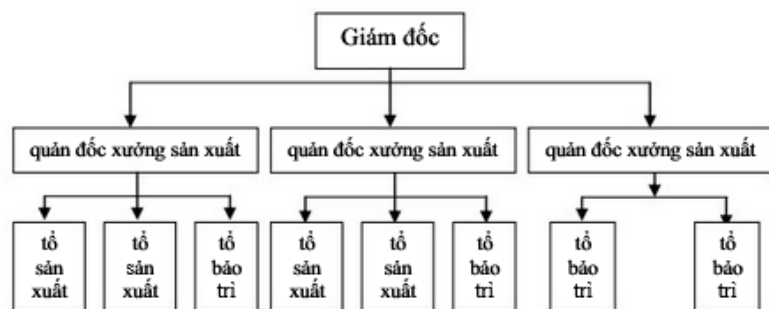 Giám đốc
quản đốc xưởng sản xuất
quản đốc xưởng sản xuất
quản đốc xưởng sản xuất
tổ
sản
xuất
tổ
sản
xuất
tổ
bảo
trì
tổ
sản
xuất
tổ
sản
xuất
tổ
bảo
trì
tổ
bảo
trì
tổ
bảo
trì